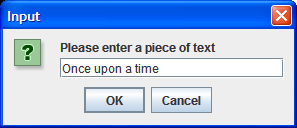 Input
Please enter a piece of text
Once upon a time
OK Cancel